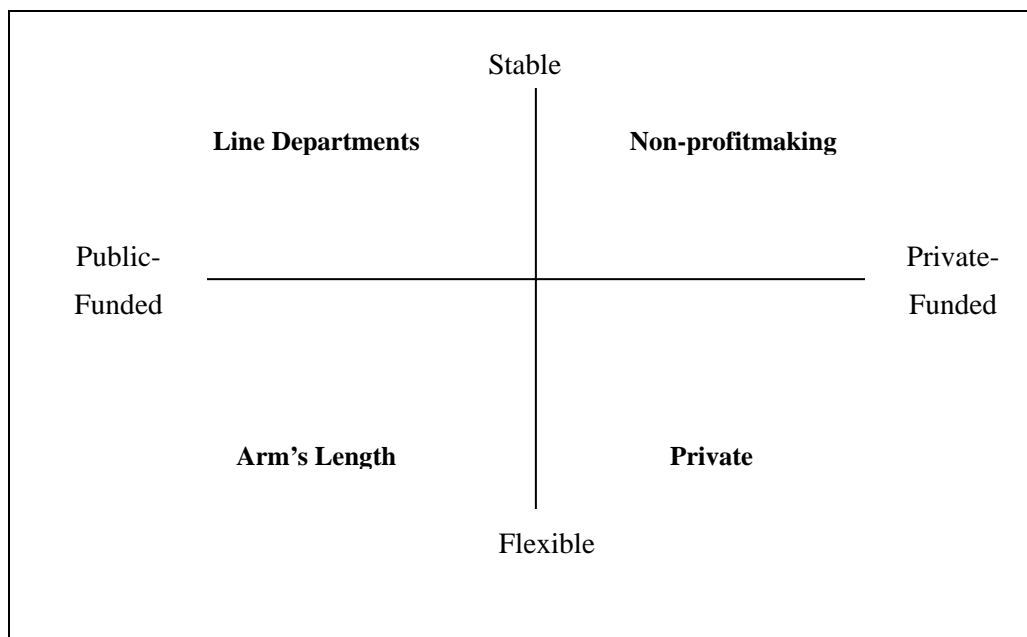 Stable
Line Departments Non-profitmaking
Public- Private-
Funded Funded
Arm’s Length Private
Flexible